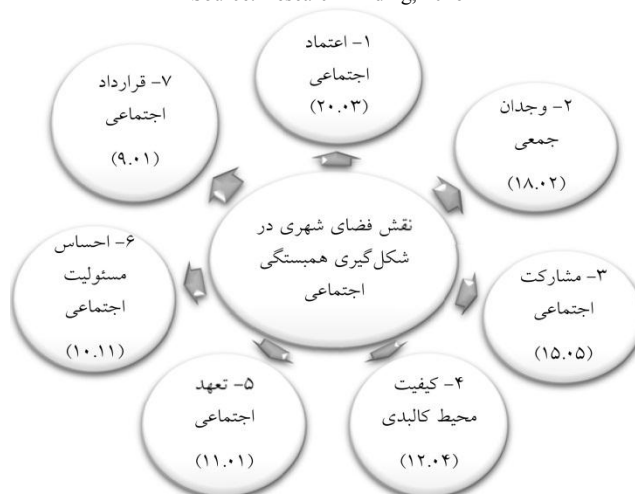 ۱- اعتماد
اجتماعی
(۲۰.۰۳)
۲- وجدان
جمعی
(۱۸.۰۲)
۳- مشارکت
اجتماعی
(۱۵.۰۵)
۴- کیفیت
محیط کالبدی
(۱۲.۰۴)
۵- تعهد
اجتماعی
(۱۱.۰۱)
۶- احساس
مسئولیت
اجتماعی
(۱۰.۱۱)
۷- قرارداد
اجتماعی
(۹.۰۱)
نقش فضای شهری در
شکل‌گیری همبستگی
اجتماعی